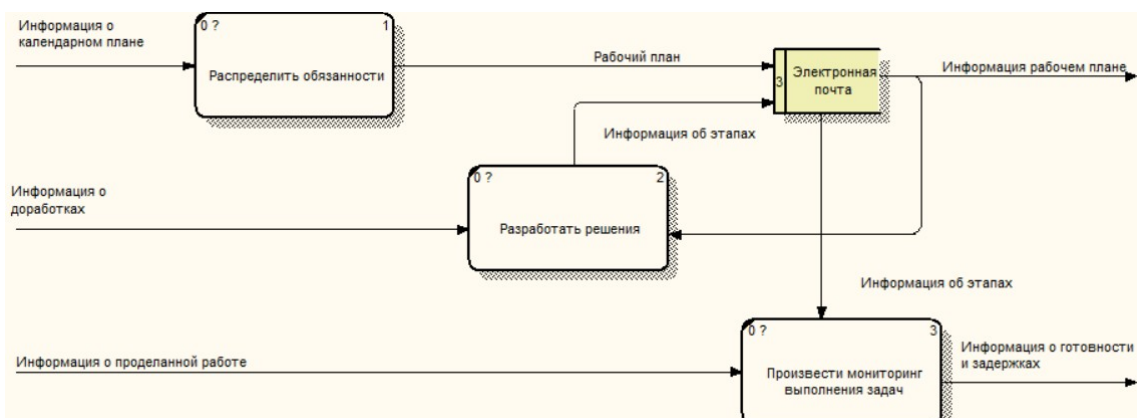 Информация о
календарном плане
0 ?
1
Распределить обязанности
Рабочий план
3
Электронная
почта
Информация рабочем плане
Информация об этапах
Информация о
доработках
0 ?
2
Разработать решения
Информация об этапах
Информация о проделанной работе
0 ?
3
Произвести мониторинг
выполнения задач
Информация о готовности
и задержках